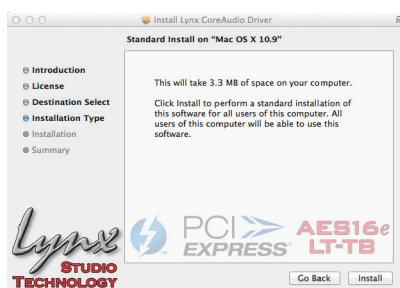 Install Lynx CoreAudio Driver
Standard Install on “Mac OS X 10.9”
Introduction
License
Destination Select
Installation Type
Installation
Summary
This will take 3.3 MB of space on your computer.
Click Install to perform a standard installation of
this software for all users of this computer. All
users of this computer will be able to use this
software.
Lynx
STUDIO
TECHNOLOGY
PCI
EXPRESS
AES16e
LT-TB
Go Back
Install